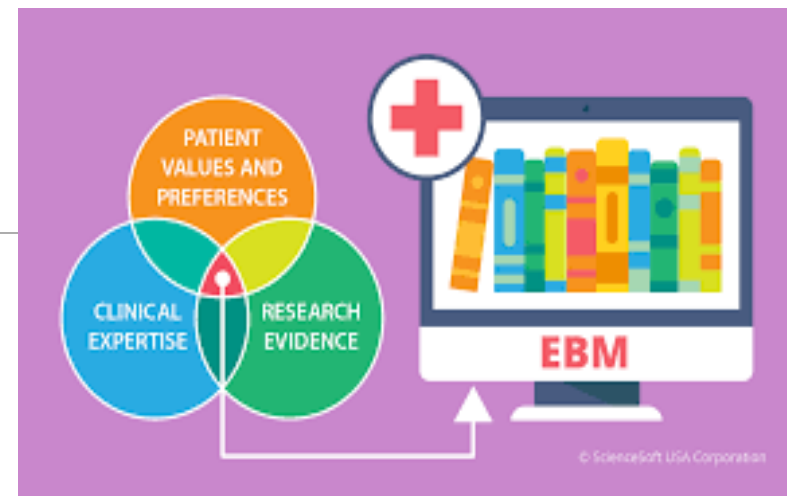 PATIENT
VALUES AND
PREFERENCES
CLINICAL
EXPERTISE
RESEARCH
EVIDENCE
EBM
© ScienceSoft USA Corporation